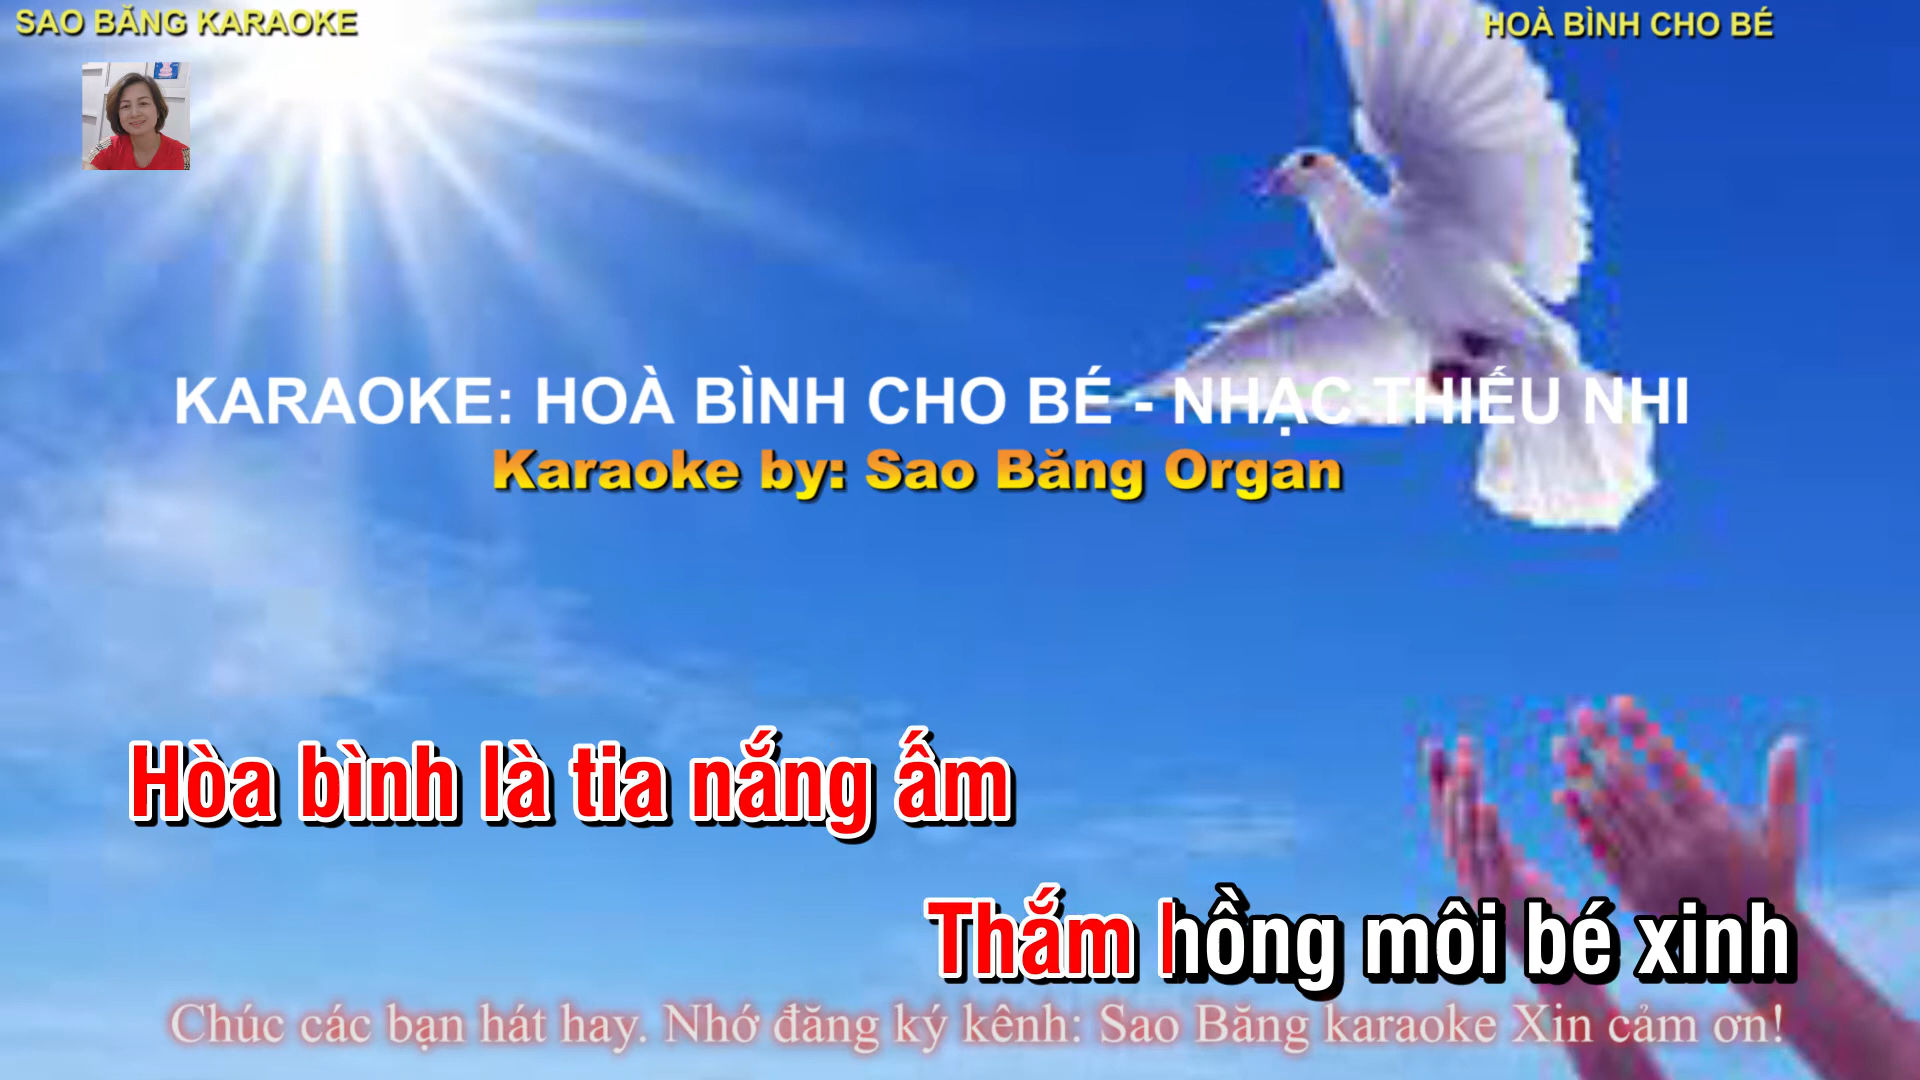 SAO BĂNG KARAOKE
HOÀ BÌNH CHO BÉ
KARAOKE: HOÀ BÌNH CHO BÉ - NHẠC THIẾU NHI
Karaoke by: Sao Băng Organ
Hòa bình là tia nắng ấm
Thắm hồng môi bé xinh
Chúc các bạn hát hay. Nhớ đăng ký kênh: Sao Băng karaoke Xin cảm ơn!